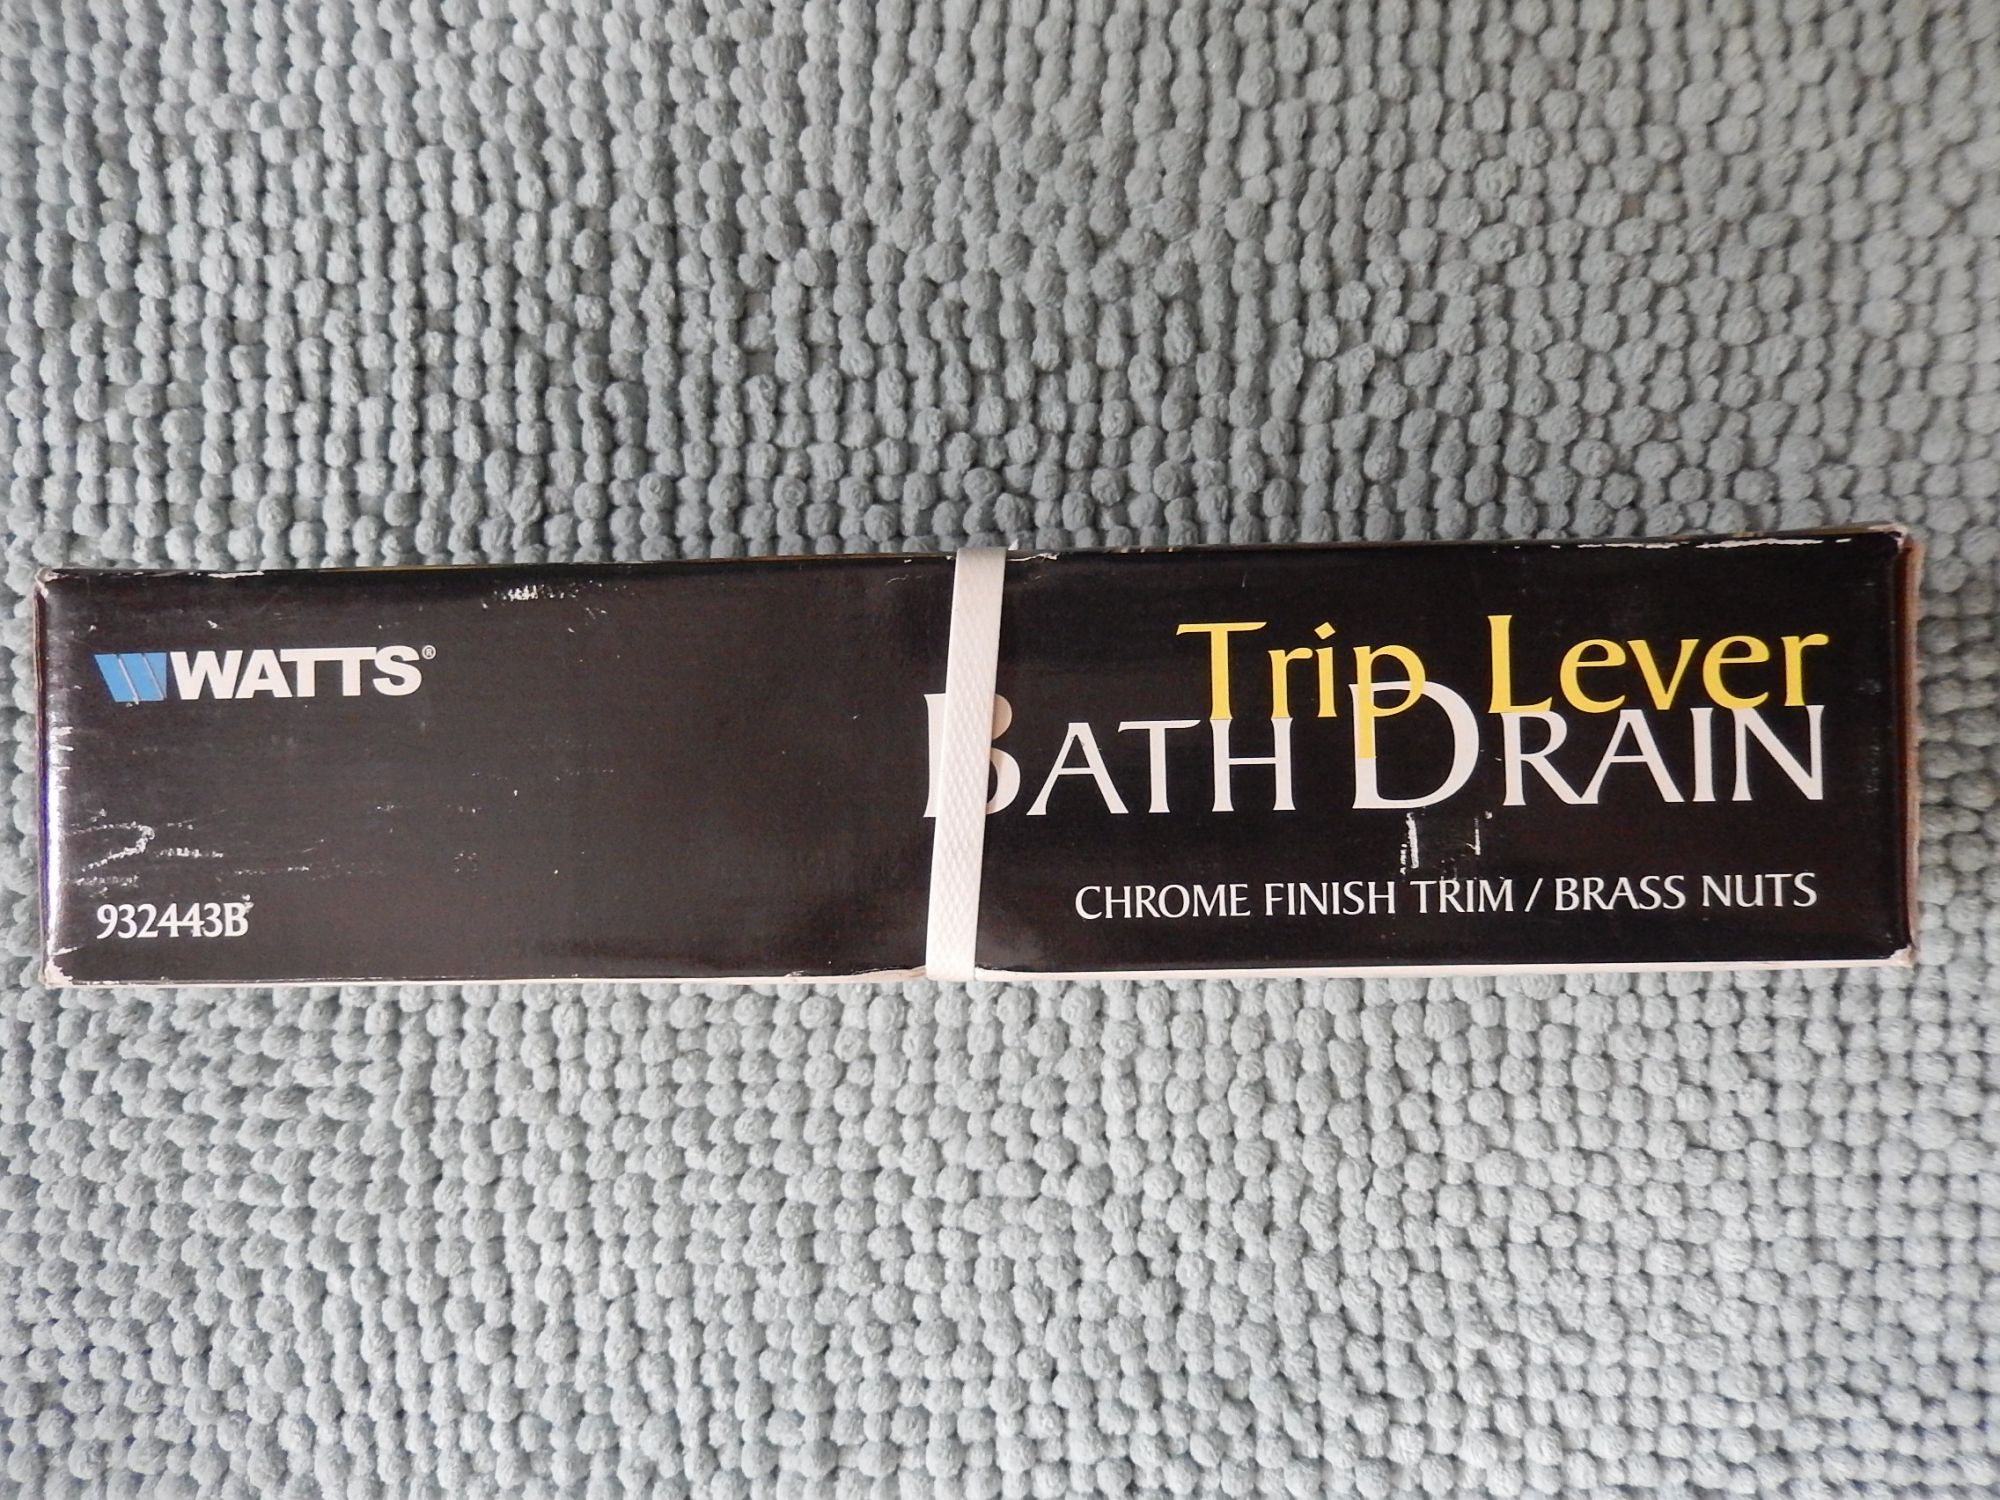 WATTS®
Trip Lever
BATH DRAIN
CHROME FINISH TRIM / BRASS NUTS
932443B